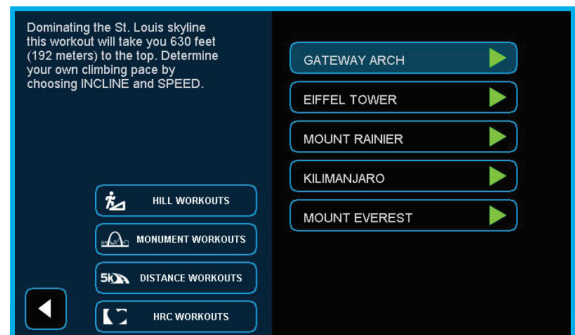 Dominating the St. Louis skyline
this workout will take you 630 feet
(192 meters) to the top. Determine
your own climbing pace by
choosing INCLINE and SPEED.
HILL WORKOUTS
MONUMENT WORKOUTS
5K DISTANCE WORKOUTS
HRC WORKOUTS
GATEWAY ARCH
EIFFEL TOWER
MOUNT RAINIER
KILIMANJARO
MOUNT EVEREST